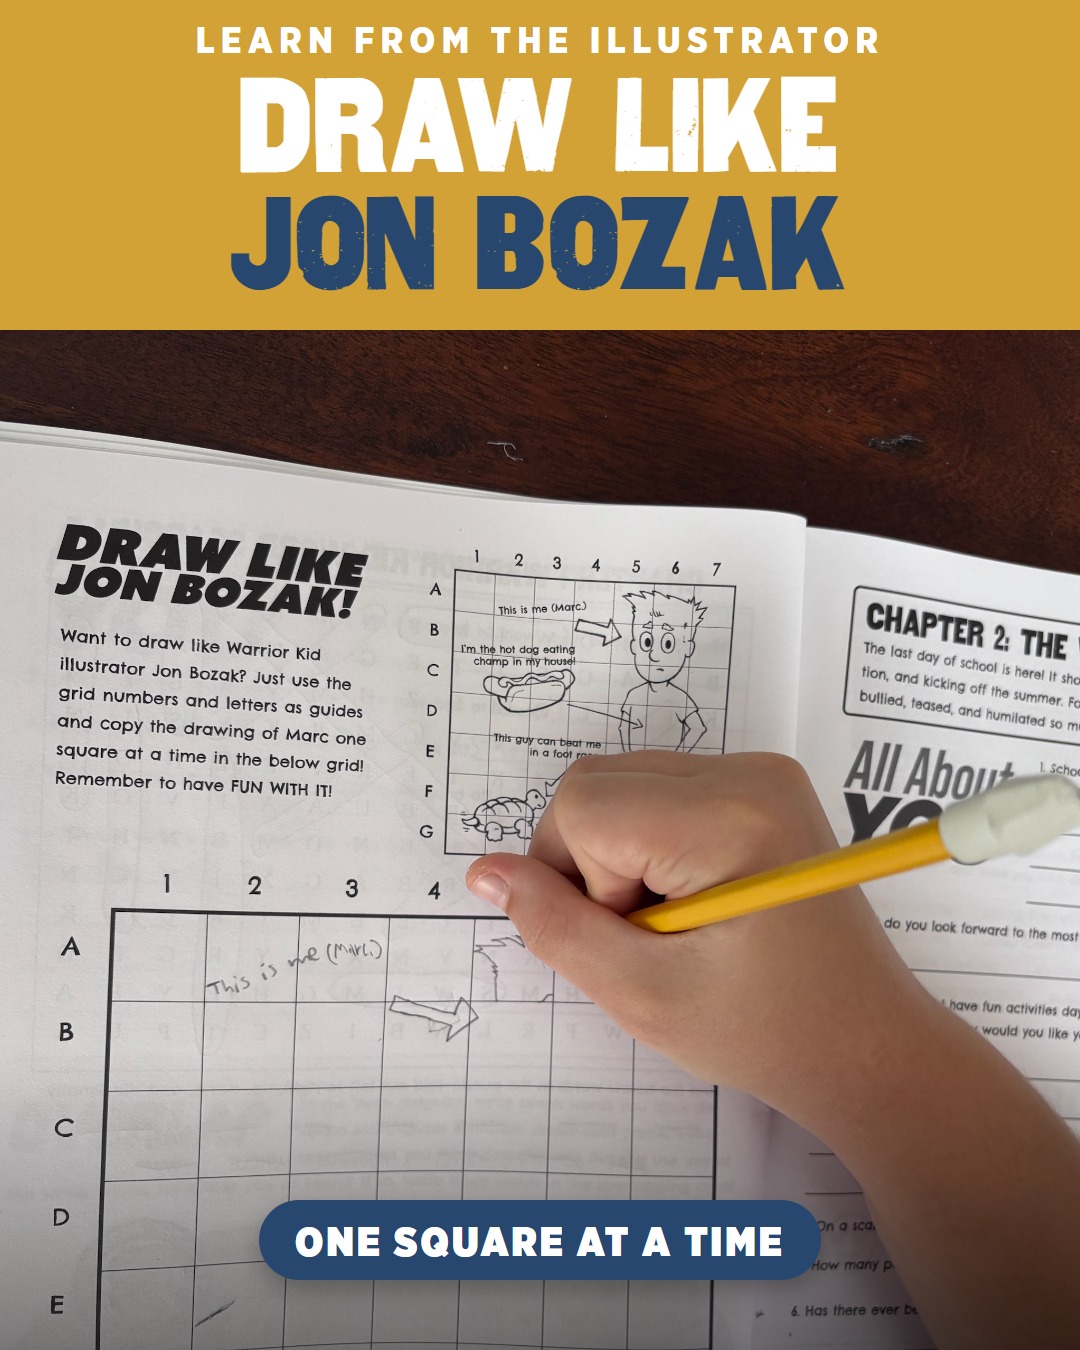 LEARN FROM THE ILLUSTRATOR
DRAW LIKE
JON BOZAK
DRAW LIKE
JON BOZAK!
Want to draw like Warrior Kid
illustrator Jon Bozak? Just use the
grid numbers and letters as guides
and copy the drawing of Marc one
square at a time in the below grid!
Remember to have FUN WITH IT!
1 2 3 4 5 6 7
A
B
C
D
E
F
G
This is me (Marc)
I'm the hot dog eating
champ in my house!
This guy can beat me
in a foot
1 2 3 4
A
B
C
D
E
This is me (Marc)
CHAPTER 2: THE
The last day of school is here! It
tion, and kicking off the summer.
bullied, teased, and humilated so
All About
1.
do you look forward to the most
have fun activities
would you like
On a
How many
6. Has there ever
ONE SQUARE AT A TIME